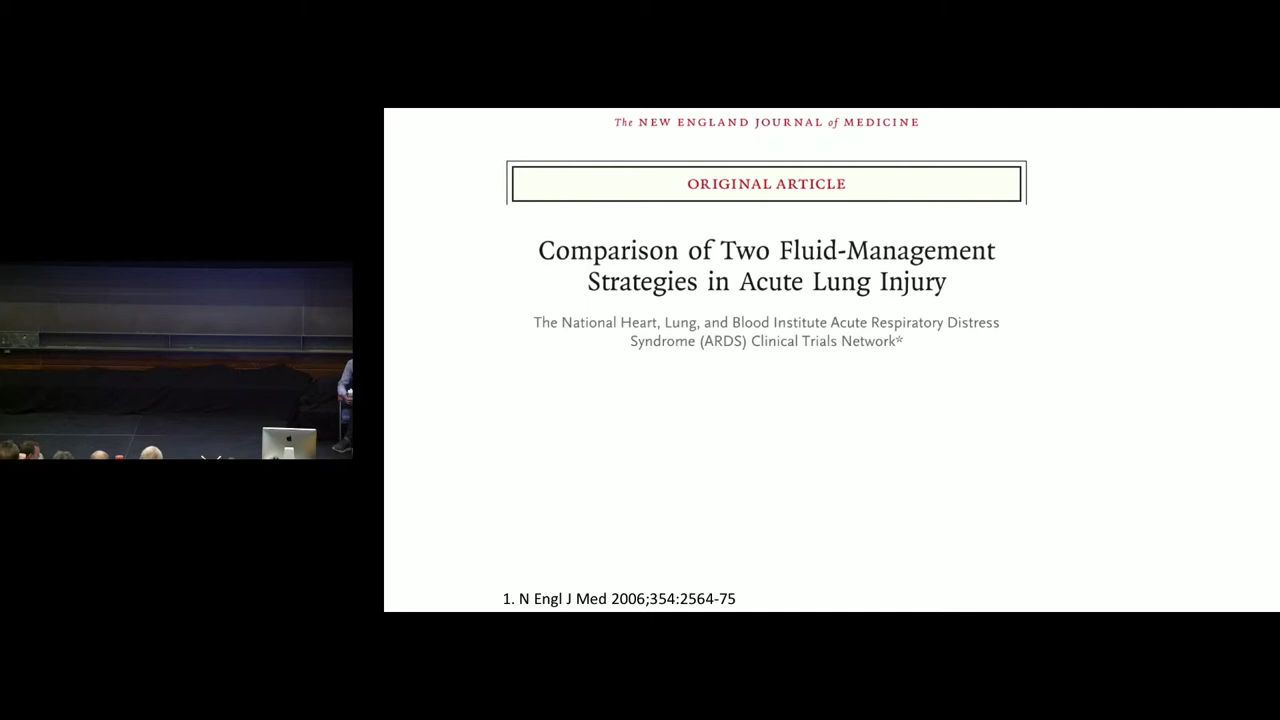 The NEW ENGLAND JOURNAL of MEDICINE
ORIGINAL ARTICLE
Comparison of Two Fluid-Management
Strategies in Acute Lung Injury
The National Heart, Lung, and Blood Institute Acute Respiratory Distress
Syndrome (ARDS) Clinical Trials Network*
1. N Engl J Med 2006;354:2564-75